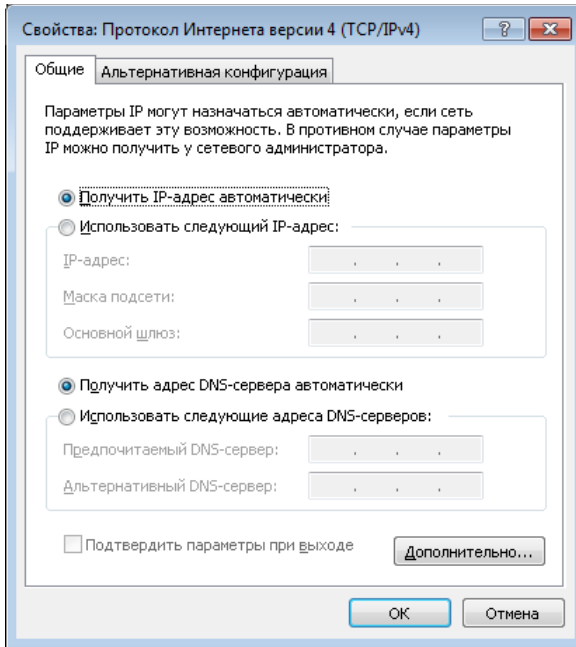 Свойства: Протокол Интернета версии 4 (TCP/IPv4)
Общие
Альтернативная конфигурация
Параметры IP могут назначаться автоматически, если сеть
поддерживает эту возможность. В противном случае параметры
IP можно получить у сетевого администратора.
Получить IP-адрес автоматически
Использовать следующий IP-адрес:
IP-адрес:
Маска подсети:
Основной шлюз:
Получить адрес DNS-сервера автоматически
Использовать следующие адреса DNS-серверов:
Предпочитаемый DNS-сервер:
Альтернативный DNS-сервер:
Подтвердить параметры при выходе
Дополнительно...
ОК
Отмена